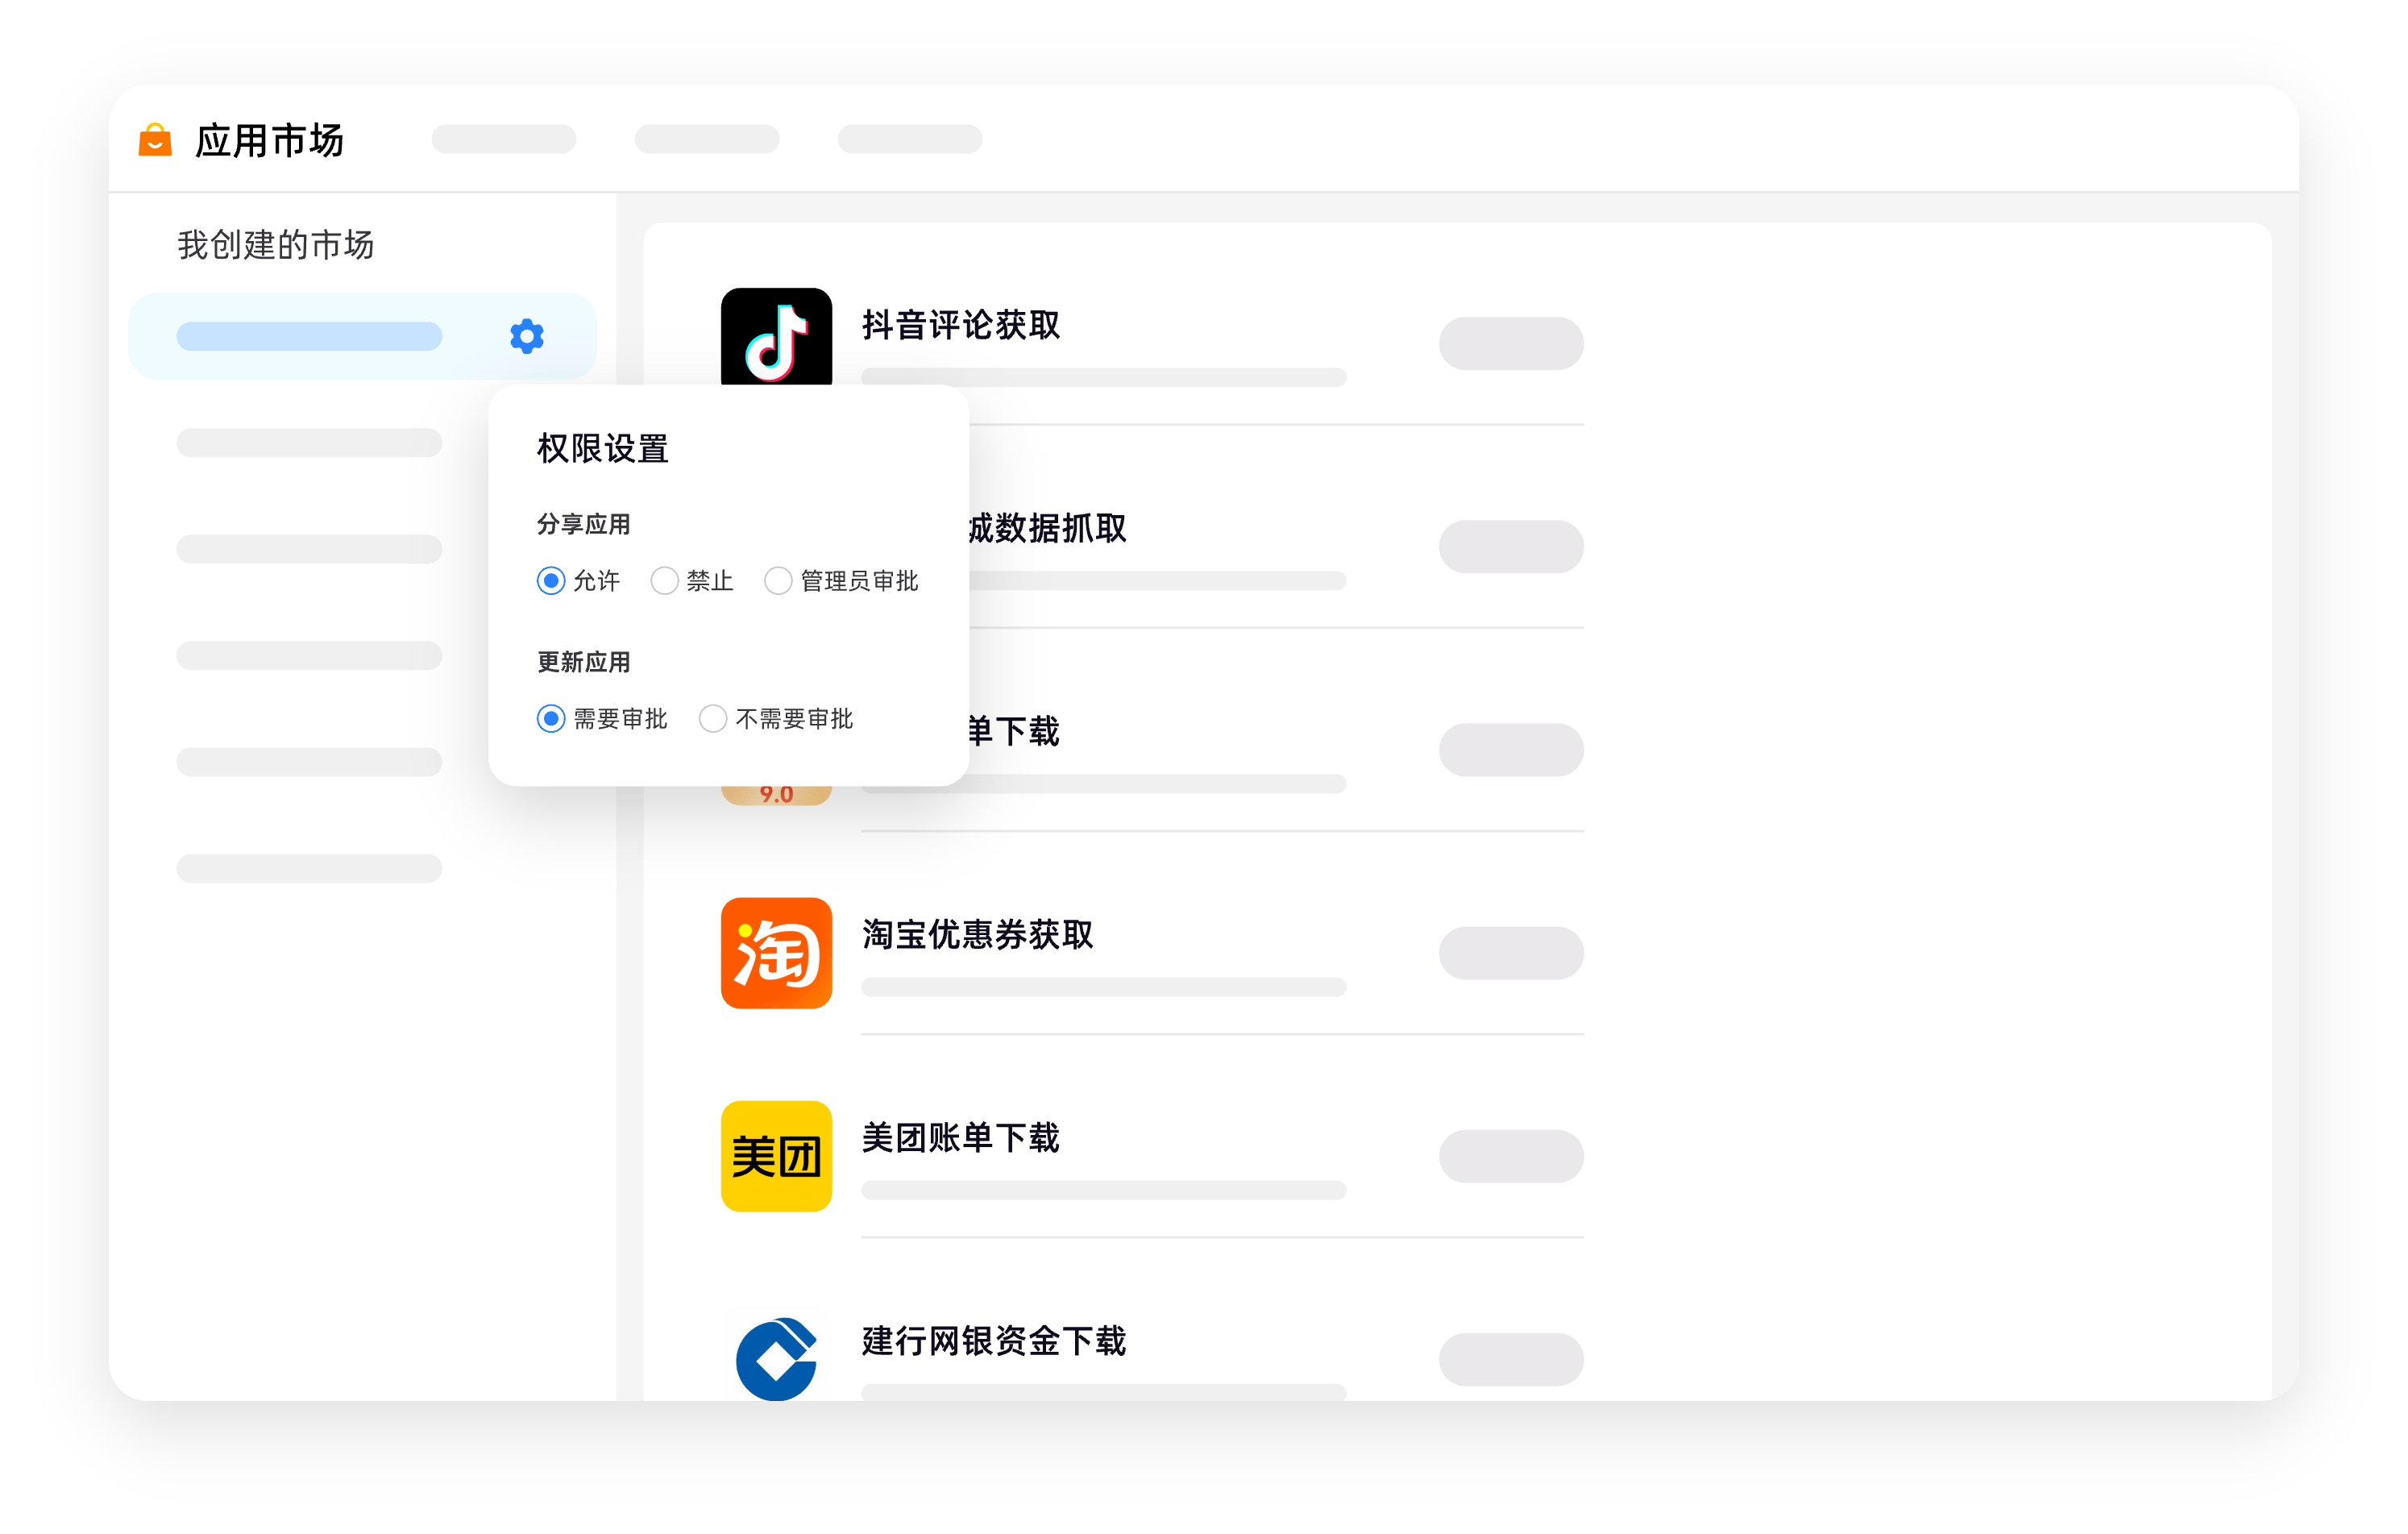 应用市场
我创建的市场
抖音评论获取
权限设置
分享应用
允许 禁止 管理员审批
更新应用
需要审批 不需要审批
城数据抓取
单下载
9.0
淘
淘宝优惠券获取
美团
美团账单下载
建行网银资金下载